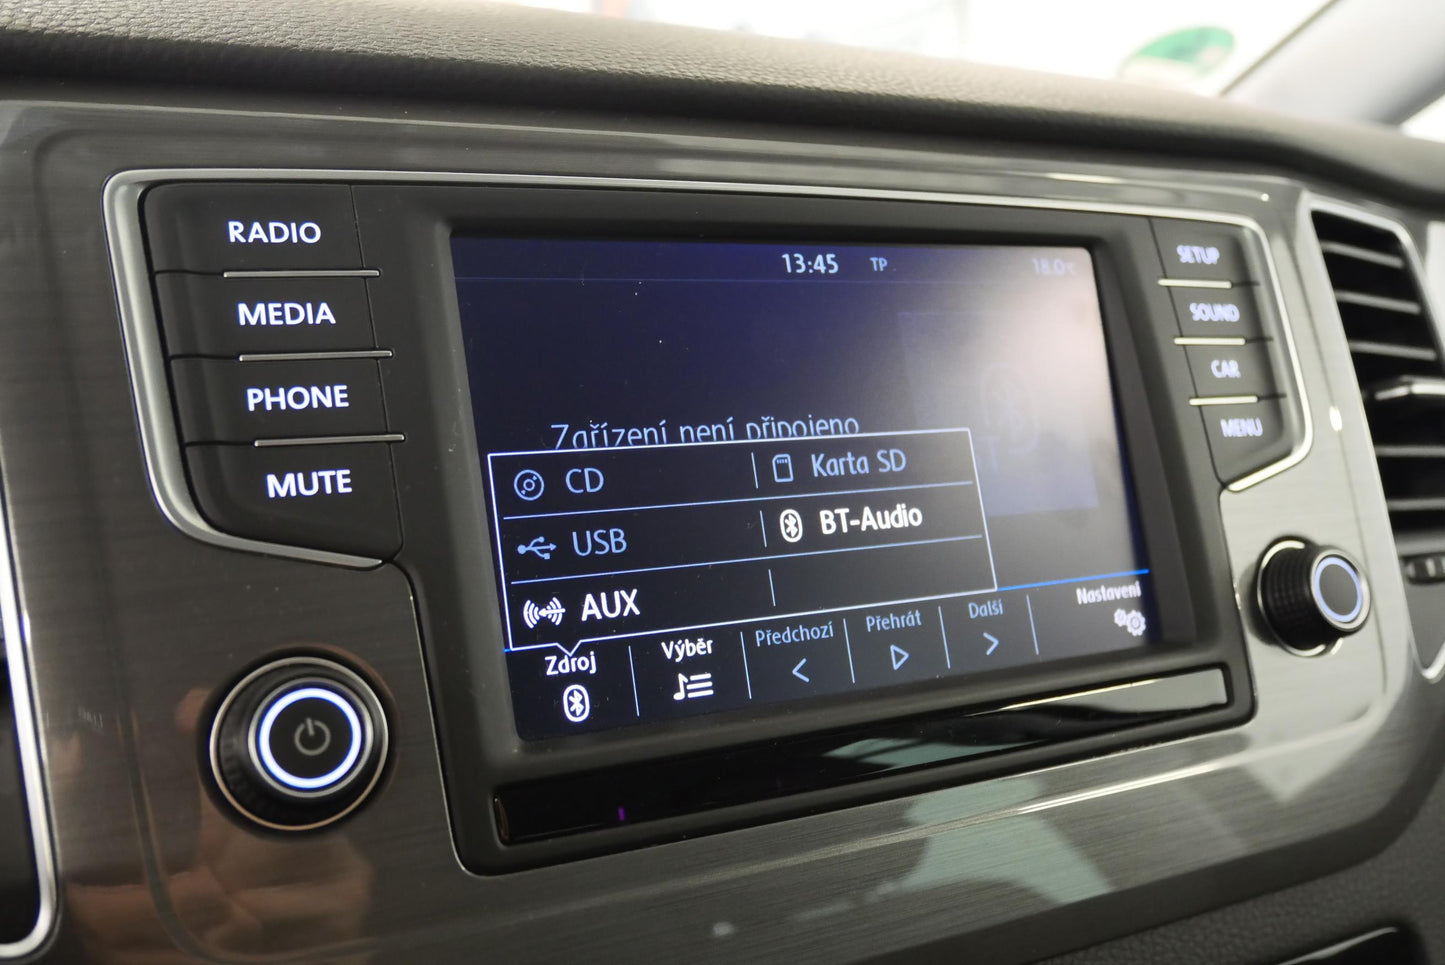 RADIO
MEDIA
PHONE
MUTE
13:45 TP 18.0°C
Zařízení není připojeno
CD
Karta SD
USB
BT-Audio
AUX
Zdroj
Výběr
Předchozí
Přehrát
Další
Nastavení
SETUP
SOUND
CAR
MENU